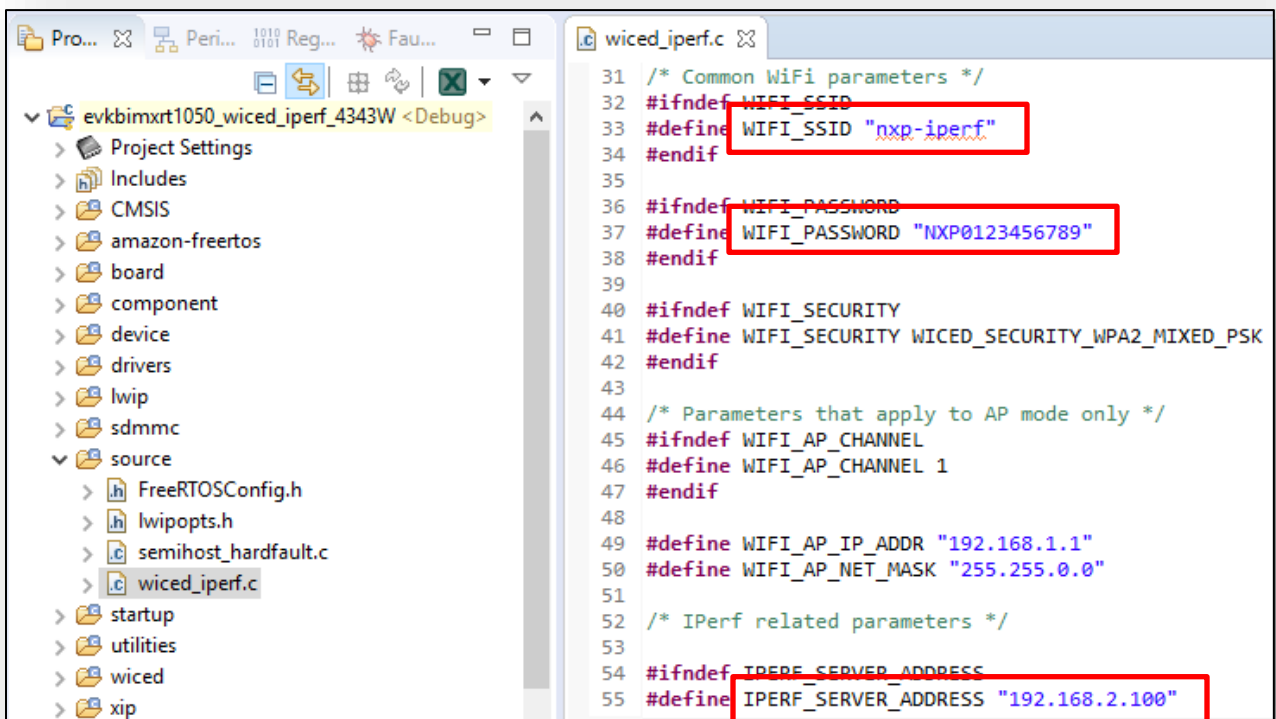 Pro... Peri... 1010 0101 Reg... Fau...
evkbimxrt1050_wiced_iperf_4343W <Debug>
Project Settings
Includes
CMSIS
amazon-freertos
board
component
device
drivers
lwip
sdmmc
source
.h FreeRTOSConfig.h
.h lwipopts.h
.c semihost_hardfault.c
.c wiced_iperf.c
startup
utilities
wiced
xip
.c wiced_iperf.c
31 /* Common WiFi parameters */
32 #ifndef WIFI_SSID
33 #define WIFI_SSID "nxp-iperf"
34 #endif
35
36 #ifndef WIFI_PASSWORD
37 #define WIFI_PASSWORD "NXP0123456789"
38 #endif
39
40 #ifndef WIFI_SECURITY
41 #define WIFI_SECURITY WICED_SECURITY_WPA2_MIXED_PSK
42 #endif
43
44 /* Parameters that apply to AP mode only */
45 #ifndef WIFI_AP_CHANNEL
46 #define WIFI_AP_CHANNEL 1
47 #endif
48
49 #define WIFI_AP_IP_ADDR "192.168.1.1"
50 #define WIFI_AP_NET_MASK "255.255.0.0"
51
52 /* IPerf related parameters */
53
54 #ifndef IPERF_SERVER_ADDRESS
55 #define IPERF_SERVER_ADDRESS "192.168.2.100"